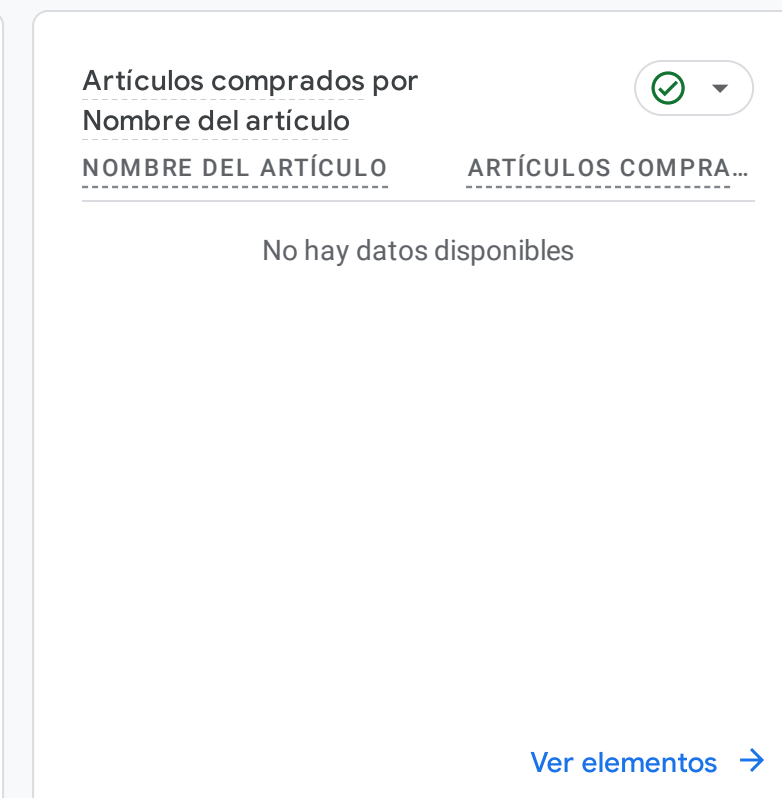 Artículos comprados por
Nombre del artículo
NOMBRE DEL ARTÍCULO ARTÍCULOS COMPRA…
No hay datos disponibles
Ver elementos